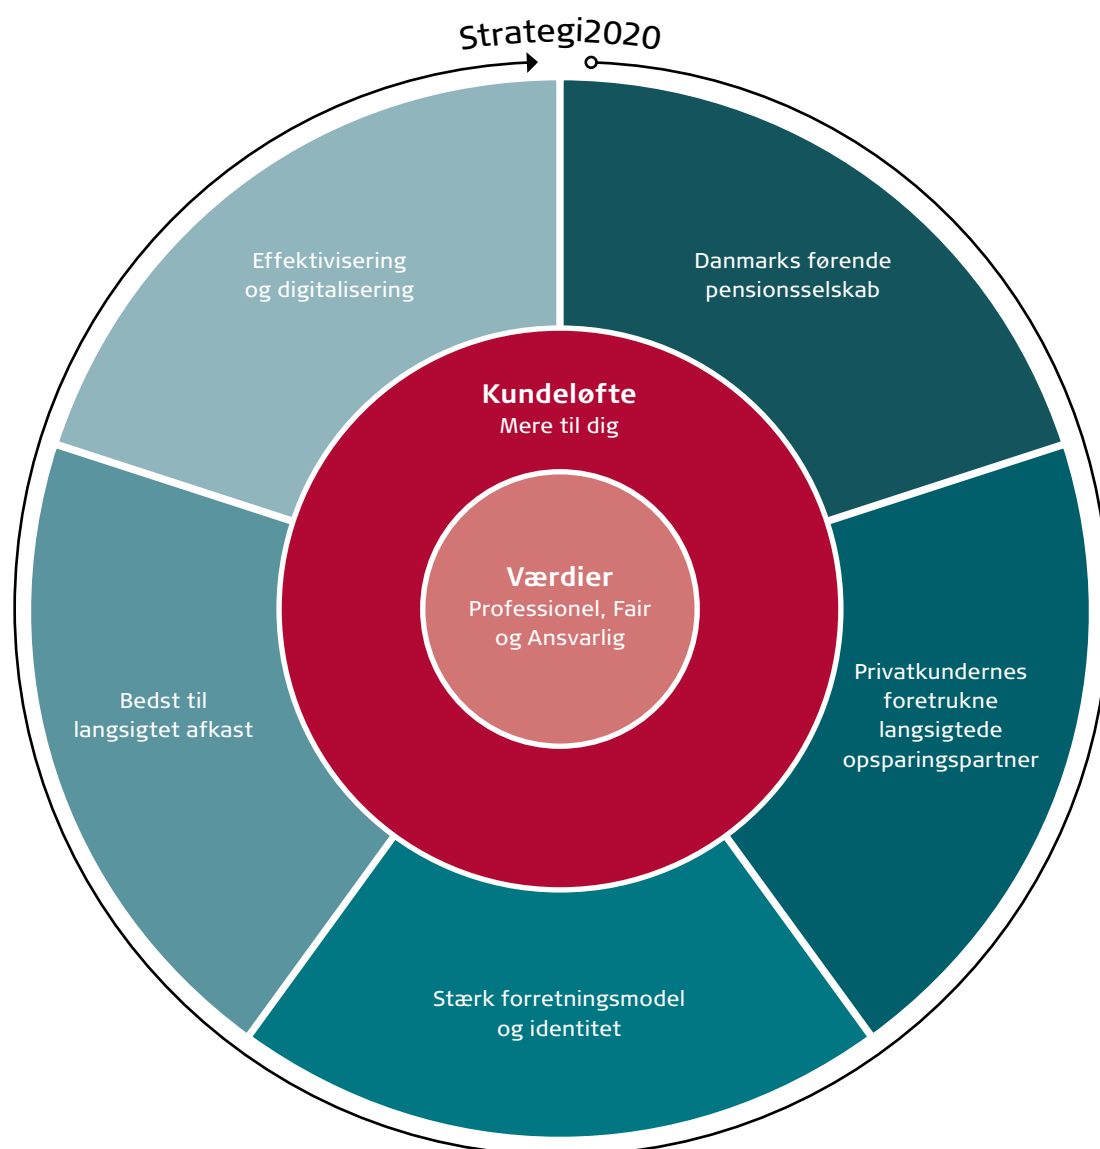 Strategi2020
Effektivisering
og digitalisering
Danmarks førende
pensionsselskab
Kundeløfte
Mere til dig
Værdier
Professionel, Fair
og Ansvarlig
Privatkundernes
foretrukne
langsigtede
opsparingspartner
Bedst til
langsigtet afkast
Stærk forretningsmodel
og identitet